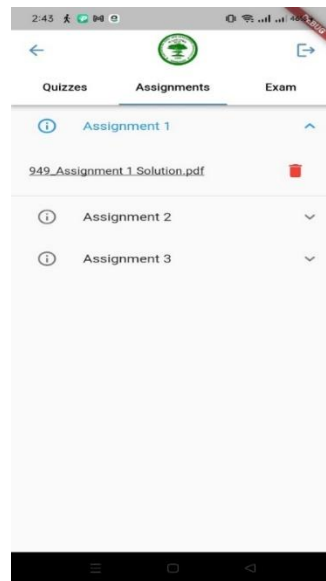 2:43
Quizzes Assignments Exam
Assignment 1
949_Assignment 1 Solution.pdf
Assignment 2
Assignment 3